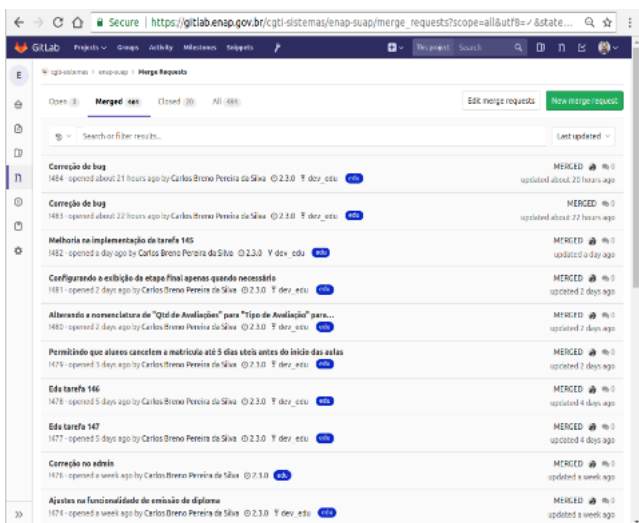 Secure | https://gitlab.enap.gov.br/cgti-sistemas/enap-suap/merge_requests?scope=all&utf8=✓&state...
GitLab Projects Groups Activity Milestones Snippets This project Search
E cgti-sistemas > enap-suap > Merge Requests
Open Merged 461 Closed 20 All Edit merge requests New merge request
Search or filter results... Last updated
Correção de bug MERGED 0
!484 · opened about 21 hours ago by Carlos Breno Pereira da Silva 2.3.0 dev_edu edu updated about 20 hours ago
Correção de bug MERGED 0
!483 · opened about 22 hours ago by Carlos Breno Pereira da Silva 2.3.0 dev_edu edu updated about 22 hours ago
Melhoria na implementação da tarefa 145 MERGED 0
!482 · opened a day ago by Carlos Breno Pereira da Silva 2.3.0 dev_edu edu updated a day ago
Configurando a exibição da etapa final apenas quando necessário MERGED 0
!481 · opened 2 days ago by Carlos Breno Pereira da Silva 2.3.0 dev_edu edu updated 2 days ago
Alterando a nomenclatura de "Qtd de Avaliações" para "Tipo de Avaliação" para... MERGED 0
!480 · opened 2 days ago by Carlos Breno Pereira da Silva 2.3.0 dev_edu edu updated 2 days ago
Permitindo que alunos cancelem a matrícula até 5 dias uteis antes do inicio das aulas MERGED 0
!479 · opened 3 days ago by Carlos Breno Pereira da Silva 2.3.0 dev_edu edu updated 2 days ago
Edu tarefa 146 MERGED 0
!478 · opened 5 days ago by Carlos Breno Pereira da Silva 2.3.0 dev_edu edu updated 4 days ago
Edu tarefa 147 MERGED 0
!477 · opened 5 days ago by Carlos Breno Pereira da Silva 2.3.0 dev_edu edu updated 4 days ago
Correção no admin MERGED 0
!476 · opened a week ago by Carlos Breno Pereira da Silva 2.3.0 edu updated a week ago
Ajustes na funcionalidade de emissão de diploma MERGED 0
!474 · opened a week ago by Carlos Breno Pereira da Silva 2.3.0 dev_edu edu updated a week ago